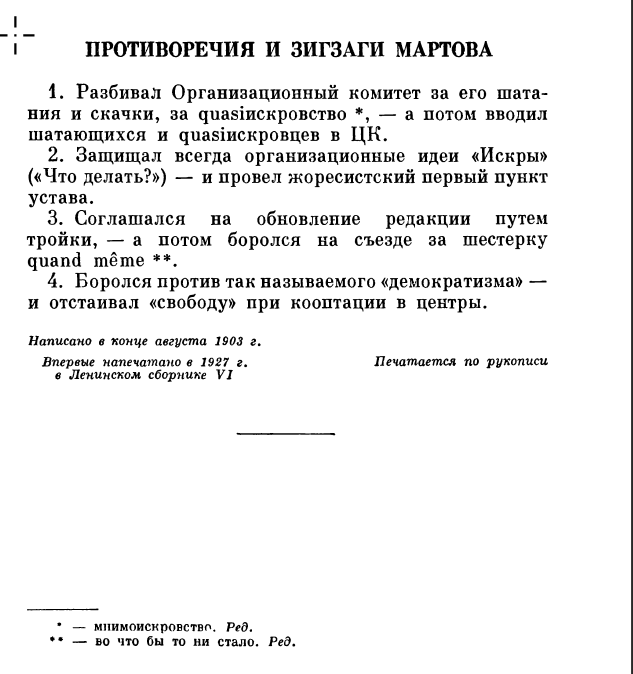 ПРОТИВОРЕЧИЯ И ЗИГЗАГИ МАРТОВА
1. Разбивал Организационный комитет за его шата-
ния и скачки, за quasiискровство *, — а потом вводил
шатающихся и quasiискровцев в ЦК.
2. Защищал всегда организационные идеи «Искры»
(«Что делать?») — и провел жоресистский первый пункт
устава.
3. Соглашался на обновление редакции путем
тройки, — а потом боролся на съезде за шестерку
quand même **.
4. Боролся против так называемого «демократизма» —
и отстаивал «свободу» при кооптации в центры.
Написано в конце августа 1903 г.
Впервые напечатано в 1927 г.
в Ленинском сборнике VI
Печатается по рукописи
* — мнимоискровство. Ред.
** — во что бы то ни стало. Ред.